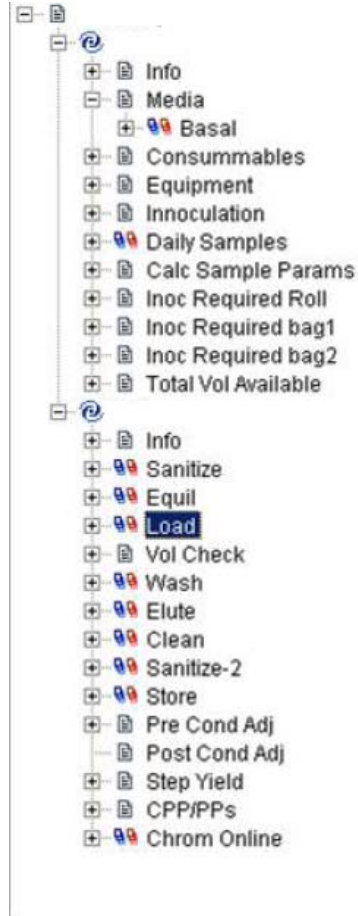 Info
Media
Basal
Consummables
Equipment
Innoculation
Daily Samples
Calc Sample Params
Inoc Required Roll
Inoc Required bag1
Inoc Required bag2
Total Vol Available
Info
Sanitize
Equil
Load
Vol Check
Wash
Elute
Clean
Sanitize-2
Store
Pre Cond Adj
Post Cond Adj
Step Yield
CPP/PPs
Chrom Online